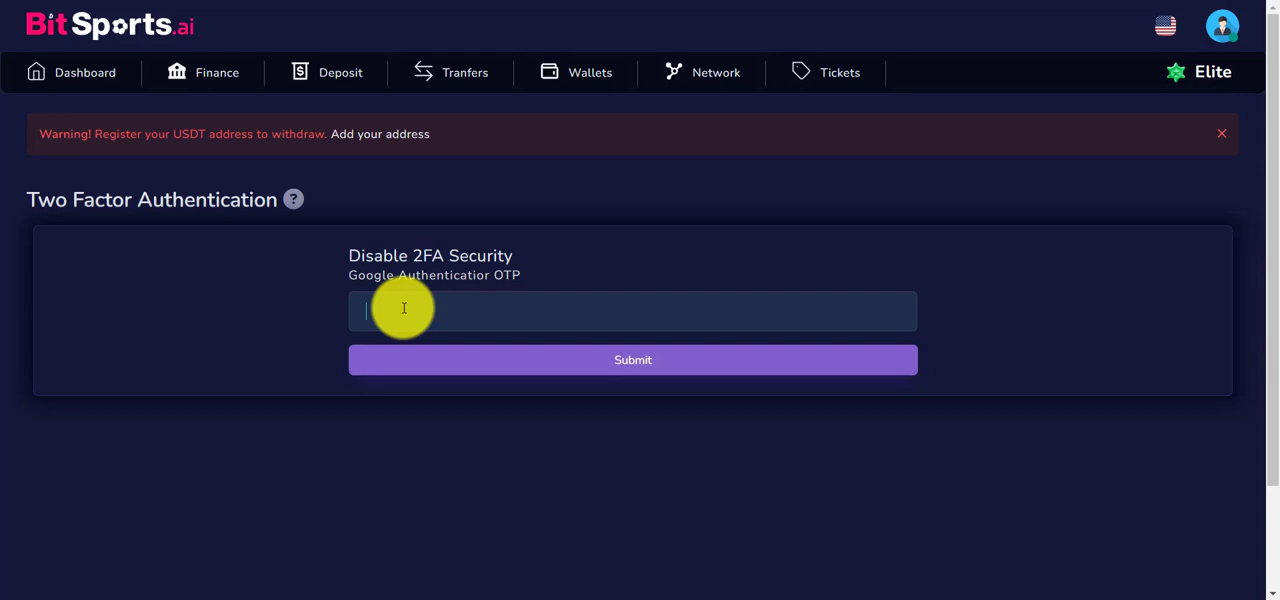 BitSports.ai
Dashboard Finance Deposit Tranfers Wallets Network Tickets Elite
Warning! Register your USDT address to withdraw. Add your address
Two Factor Authentication ?
Disable 2FA Security
Google Authenticatior OTP
Submit